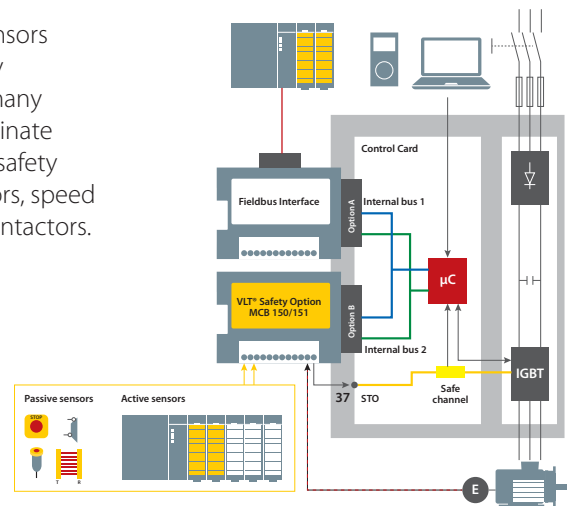 nsors
y
many
inate
safety
ors, speed
ontactors.
Control Card
Fieldbus Interface
Option A
Internal bus 1
µC
VLT® Safety Option
MCB 150/151
Option B
Internal bus 2
IGBT
37
STO
Safe
channel
Passive sensors
Active sensors
STOP
T R
E